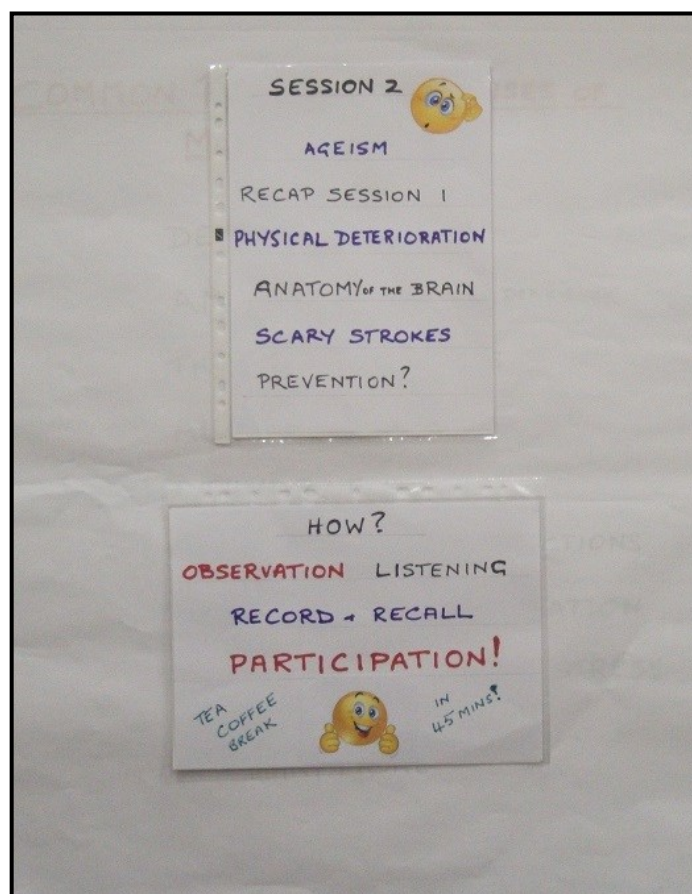 SESSION 2
AGEISM
RECAP SESSION 1
PHYSICAL DETERIORATION
ANATOMY OF THE BRAIN
SCARY STROKES
PREVENTION?
HOW?
OBSERVATION LISTENING
RECORD + RECALL
PARTICIPATION!
TEA
COFFEE
BREAK
IN
45 MINS!
COMMON